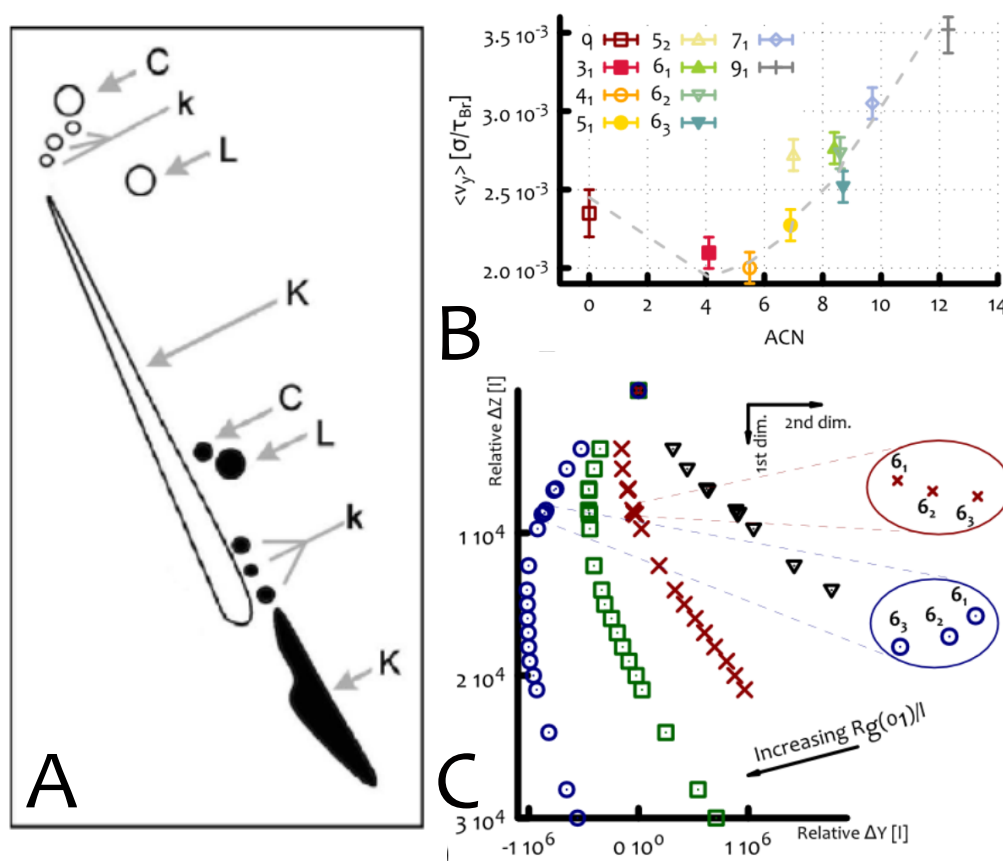 C
k
L
K
C
L
k
K
A
<v_y> [σ/τ_Br]
3.5 10⁻³
3.0 10⁻³
2.5 10⁻³
2.0 10⁻³
0 2 4 6 8 10 12 14
ACN
0 5₂ 7₁
3₁ 6₁ 9₁
4₁ 6₂
5₁ 6₃
B
Relative ΔZ [l]
1 10⁴
2 10⁴
3 10⁴
1st dim.
2nd dim.
6₁ 6₂ 6₃
6₃ 6₂ 6₁
Increasing Rg(0₁)/l
-1 10⁶ 0 10⁰ 1 10⁶
Relative ΔY [l]
C